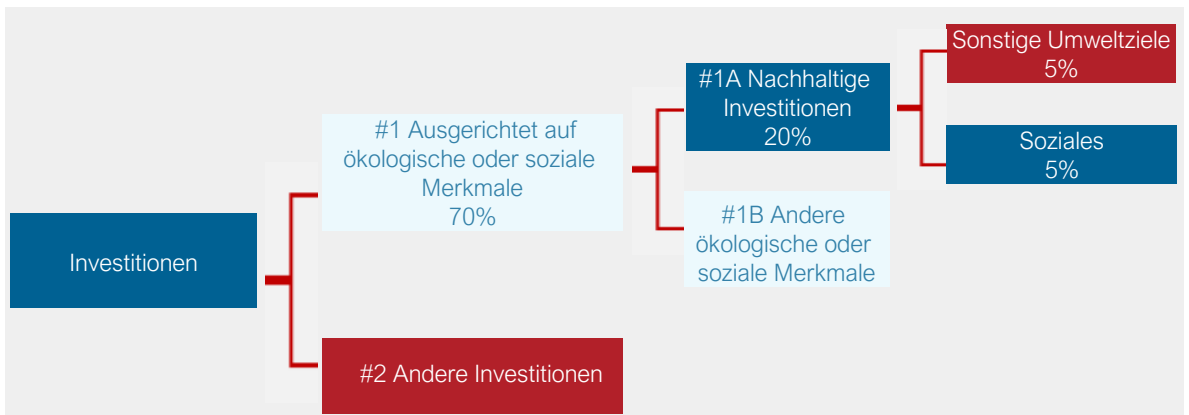 Investitionen
#1 Ausgerichtet auf
ökologische oder soziale
Merkmale
70%
#2 Andere Investitionen
#1A Nachhaltige
Investitionen
20%
#1B Andere
ökologische oder
soziale Merkmale
Sonstige Umweltziele
5%
Soziales
5%